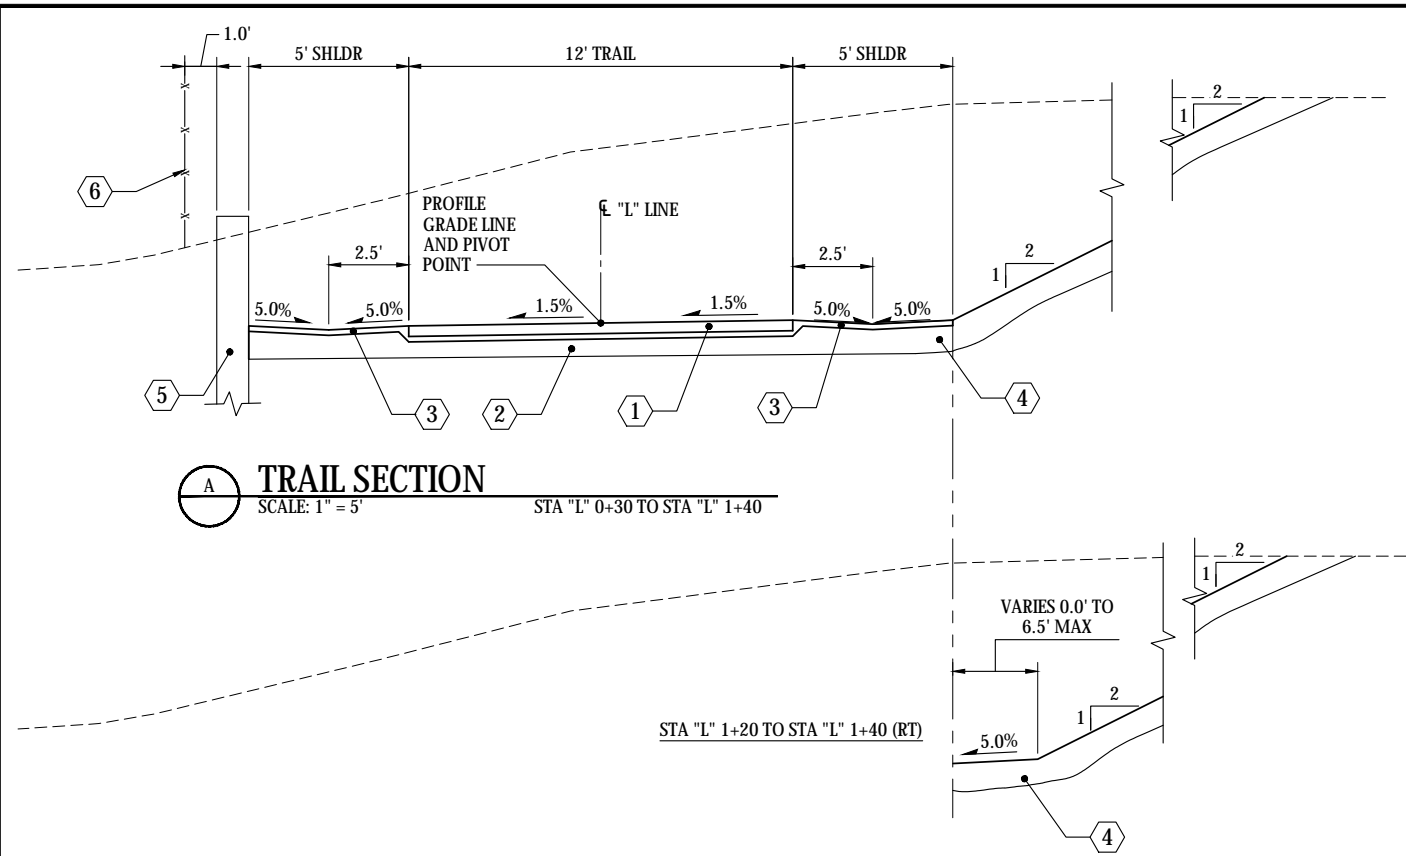 1.0'
5' SHLDR
12' TRAIL
5' SHLDR
2
1
6
PROFILE
GRADE LINE
AND PIVOT
POINT
℄ "L" LINE
2.5'
2.5'
2
1
5.0%
5.0%
1.5%
1.5%
5.0%
5.0%
5
3
2
1
3
4
A
TRAIL SECTION
SCALE: 1" = 5'
STA "L" 0+30 TO STA "L" 1+40
2
1
VARIES 0.0' TO
6.5' MAX
2
1
STA "L" 1+20 TO STA "L" 1+40 (RT)
5.0%
4